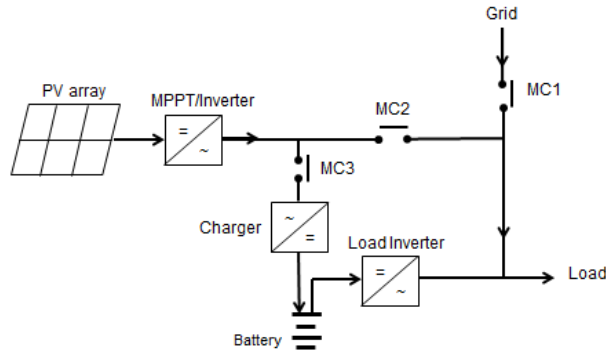 Grid
PV array
MPPT/Inverter
MC1
MC2
=
~
MC3
Charger
~
=
Load Inverter
=
~
Load
Battery